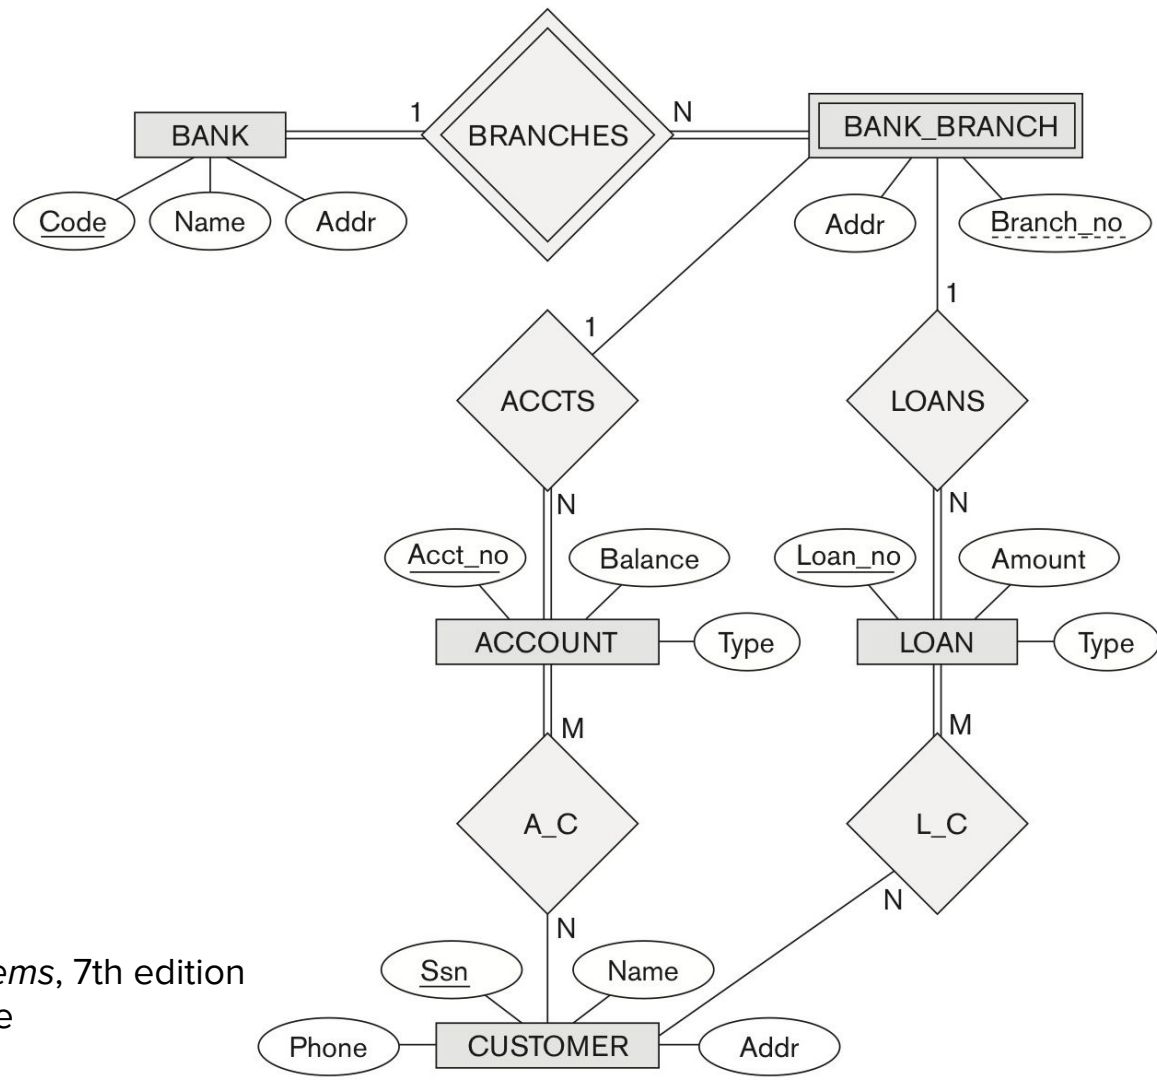 1
N
BANK
BRANCHES
BANK_BRANCH
Code
Name
Addr
Addr
Branch_no
1
1
ACCTS
LOANS
N
N
Acct_no
Balance
Loan_no
Amount
ACCOUNT
Type
LOAN
Type
M
M
A_C
L_C
N
N
Ssn
Name
ems, 7th edition
e
Phone
CUSTOMER
Addr